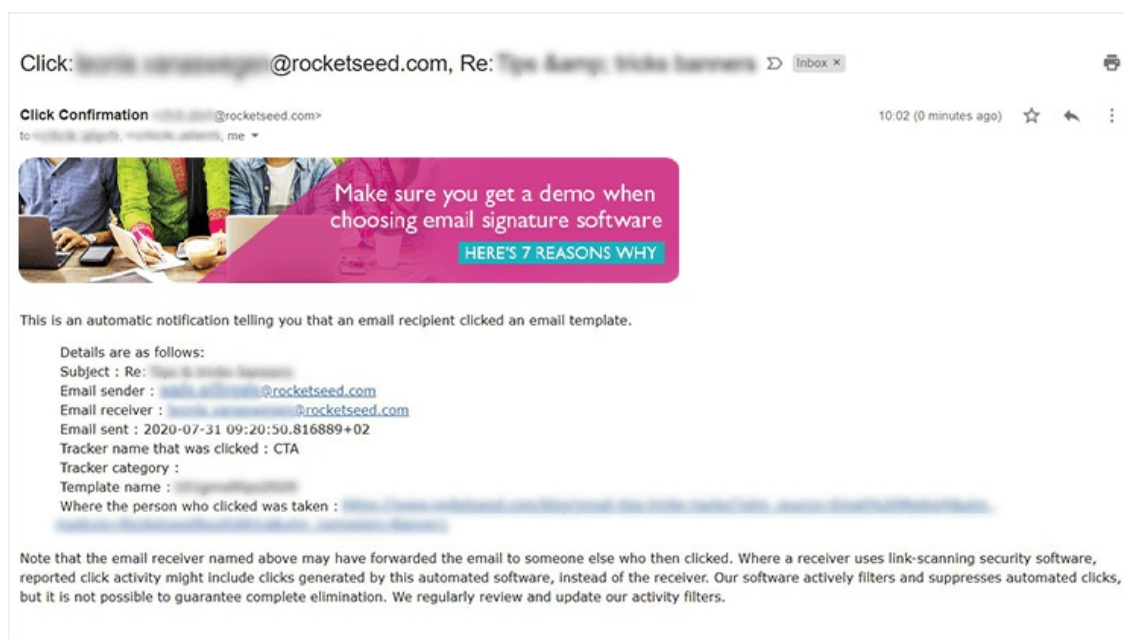 Click: @rocketseed.com, Re:
Inbox ×
Click Confirmation @rocketseed.com>
10:02 (0 minutes ago)
to , me
Make sure you get a demo when
choosing email signature software
HERE'S 7 REASONS WHY
This is an automatic notification telling you that an email recipient clicked an email template.
Details are as follows:
Subject : Re:
Email sender : @rocketseed.com
Email receiver : @rocketseed.com
Email sent : 2020-07-31 09:20:50.816889+02
Tracker name that was clicked : CTA
Tracker category :
Template name :
Where the person who clicked was taken :
Note that the email receiver named above may have forwarded the email to someone else who then clicked. Where a receiver uses link-scanning security software,
reported click activity might include clicks generated by this automated software, instead of the receiver. Our software actively filters and suppresses automated clicks,
but it is not possible to guarantee complete elimination. We regularly review and update our activity filters.